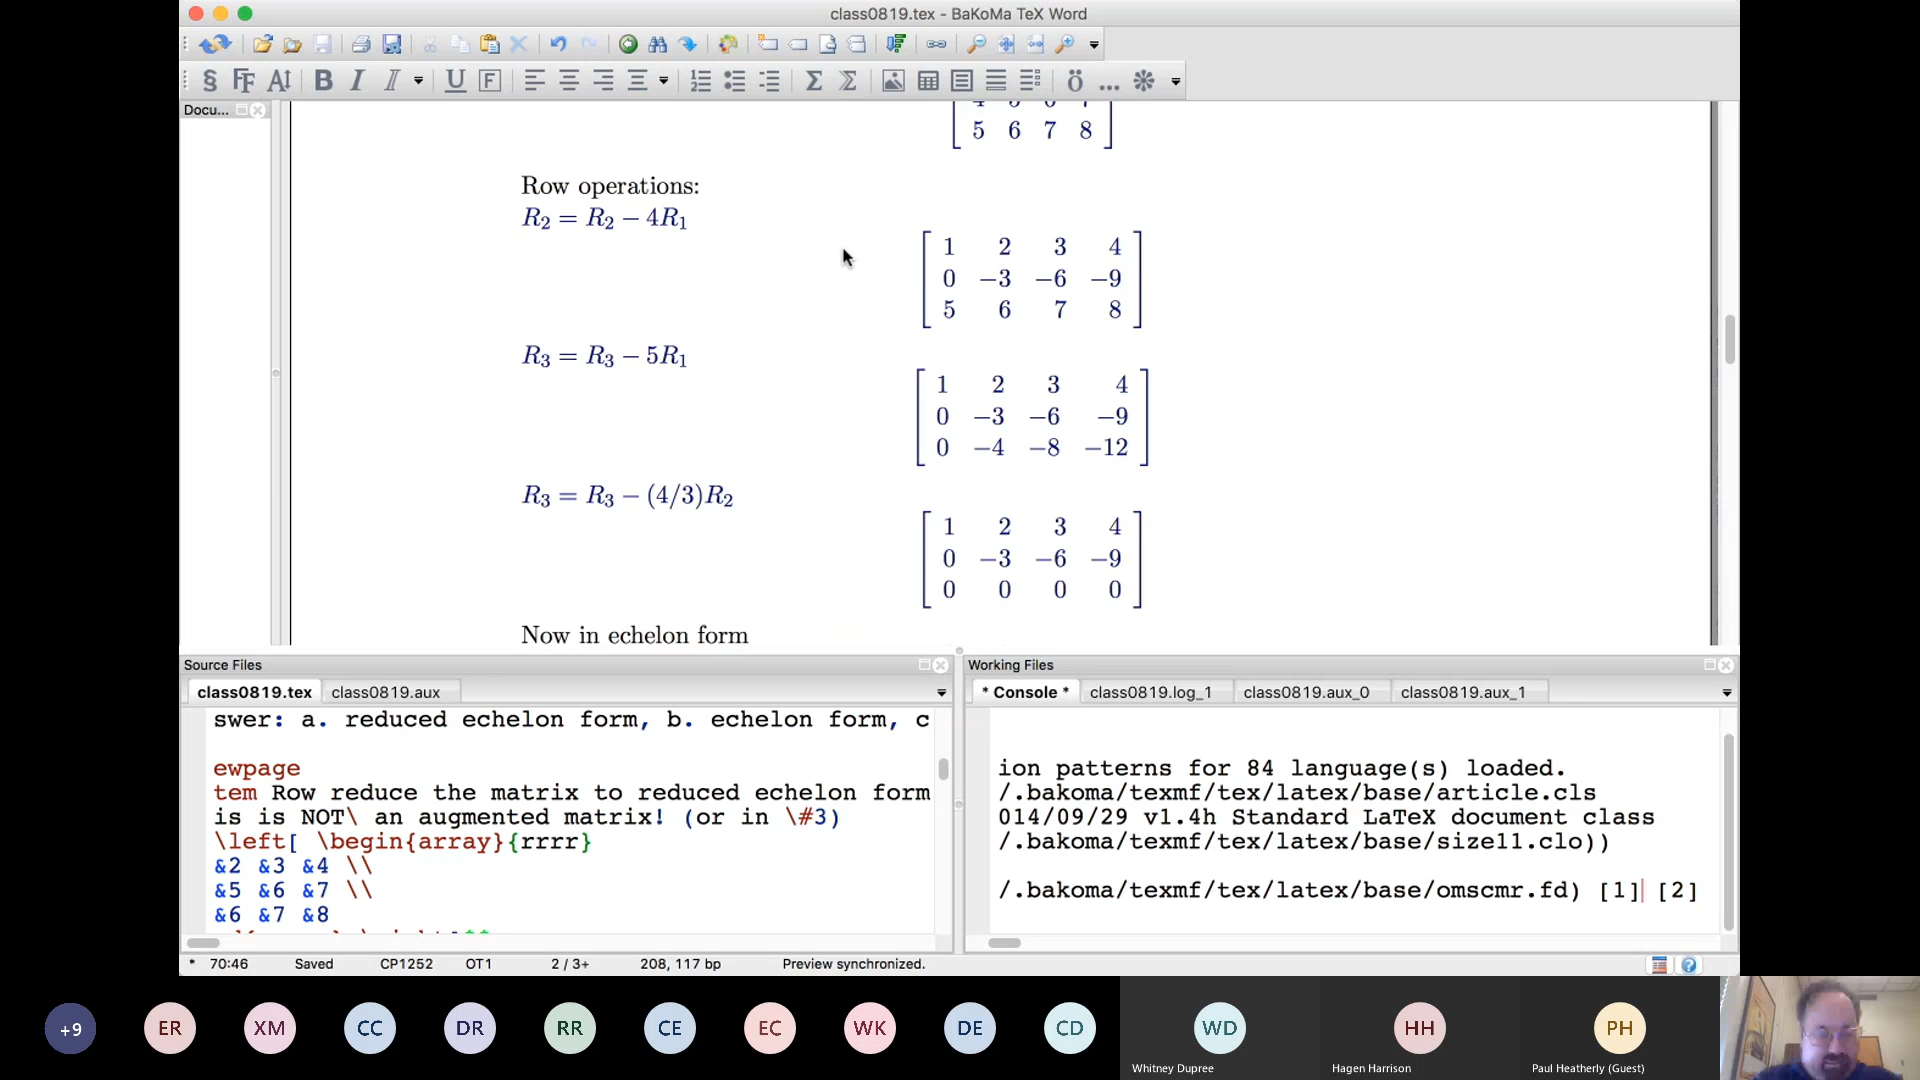 class0819.tex - BaKoMa TeX Word
§ B I U F Σ Σ ö ...
Docu...
5 6 7 8
Row operations:
R₂ = R₂ − 4R₁
1 2 3 4
0 −3 −6 −9
5 6 7 8
R₃ = R₃ − 5R₁
1 2 3 4
0 −3 −6 −9
0 −4 −8 −12
R₃ = R₃ − (4/3)R₂
1 2 3 4
0 −3 −6 −9
0 0 0 0
Now in echelon form
Source Files
class0819.tex class0819.aux
swer: a. reduced echelon form, b. echelon form, c
ewpage
tem Row reduce the matrix to reduced echelon form
is is NOT\ an augmented matrix! (or in \#3)
\left[ \begin{array}{rrrr}
&2 &3 &4 \\
&5 &6 &7 \\
&6 &7 &8
Working Files
* Console * class0819.log_1 class0819.aux_0 class0819.aux_1
ion patterns for 84 language(s) loaded.
/.bakoma/texmf/tex/latex/base/article.cls
014/09/29 v1.4h Standard LaTeX document class
/.bakoma/texmf/tex/latex/base/size11.clo))
/.bakoma/texmf/tex/latex/base/omscmr.fd) [1] [2]
* 70:46 Saved CP1252 OT1 2 / 3+ 208, 117 bp Preview synchronized.
+9 ER XM CC DR RR CE EC WK DE CD WD HH PH
Whitney Dupree Hagen Harrison Paul Heatherly (Guest)